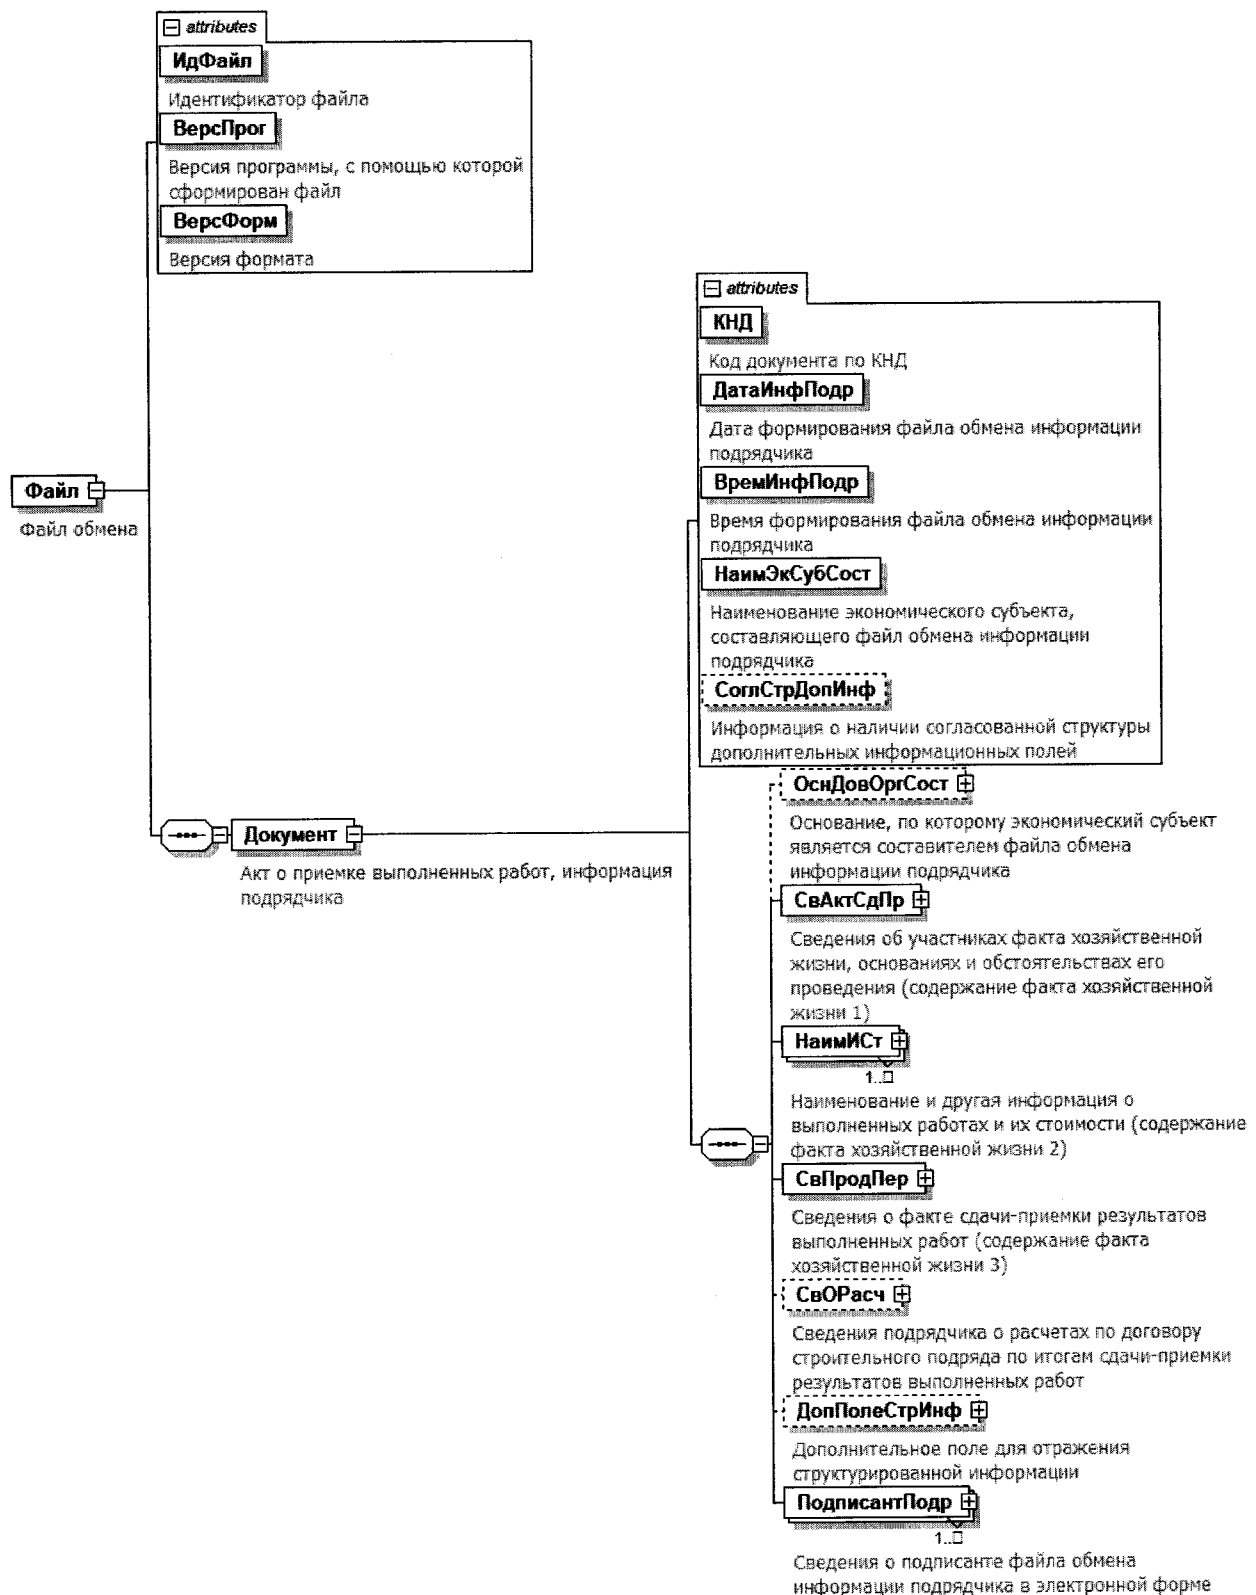 attributes
ИдФайл
Идентификатор файла
ВерсПрог
Версия программы, с помощью которой
сформирован файл
ВерсФорм
Версия формата
attributes
КНД
Код документа по КНД
ДатаИнфПодр
Дата формирования файла обмена информации
подрядчика
ВремИнфПодр
Время формирования файла обмена информации
подрядчика
НаимЭкСубСост
Наименование экономического субъекта,
составляющего файл обмена информации
подрядчика
СоглСтрДопИнф
Информация о наличии согласованной структуры
дополнительных информационных полей
Файл
Файл обмена
Документ
Акт о приемке выполненных работ, информация
подрядчика
ОснДовОргСост
Основание, по которому экономический субъект
является составителем файла обмена
информации подрядчика
СвАктСдПр
Сведения об участниках факта хозяйственной
жизни, основаниях и обстоятельствах его
проведения (содержание факта хозяйственной
жизни 1)
НаимИСт
1..□
Наименование и другая информация о
выполненных работах и их стоимости (содержание
факта хозяйственной жизни 2)
СвПродПер
Сведения о факте сдачи-приемки результатов
выполненных работ (содержание факта
хозяйственной жизни 3)
СвОРасч
Сведения подрядчика о расчетах по договору
строительного подряда по итогам сдачи-приемки
результатов выполненных работ
ДопПолеСтрИнф
Дополнительное поле для отражения
структурированной информации
ПодписантПодр
1..□
Сведения о подписанте файла обмена
информации подрядчика в электронной форме